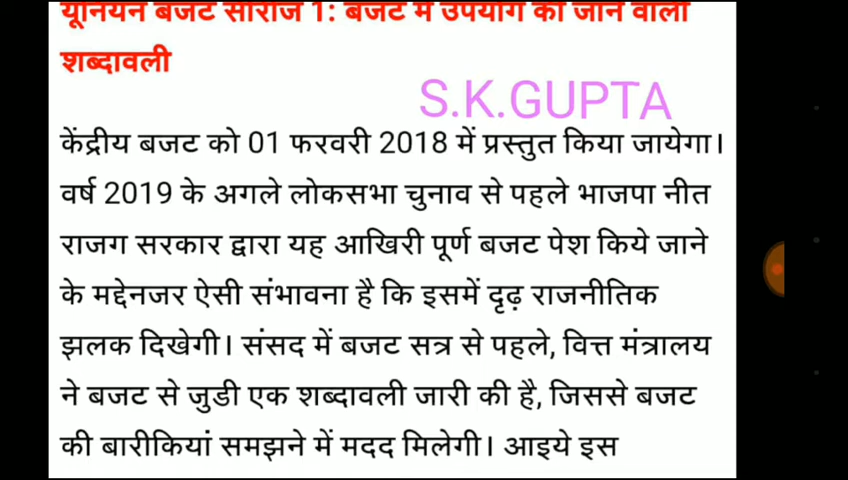 यूनियन बजट सीरीज 1: बजट में उपयोग की जाने वाली
शब्दावली
S.K.GUPTA
केंद्रीय बजट को 01 फरवरी 2018 में प्रस्तुत किया जायेगा।
वर्ष 2019 के अगले लोकसभा चुनाव से पहले भाजपा नीत
राजग सरकार द्वारा यह आखिरी पूर्ण बजट पेश किये जाने
के मद्देनजर ऐसी संभावना है कि इसमें दृढ़ राजनीतिक
झलक दिखेगी। संसद में बजट सत्र से पहले, वित्त मंत्रालय
ने बजट से जुडी एक शब्दावली जारी की है, जिससे बजट
की बारीकियां समझने में मदद मिलेगी। आइये इस